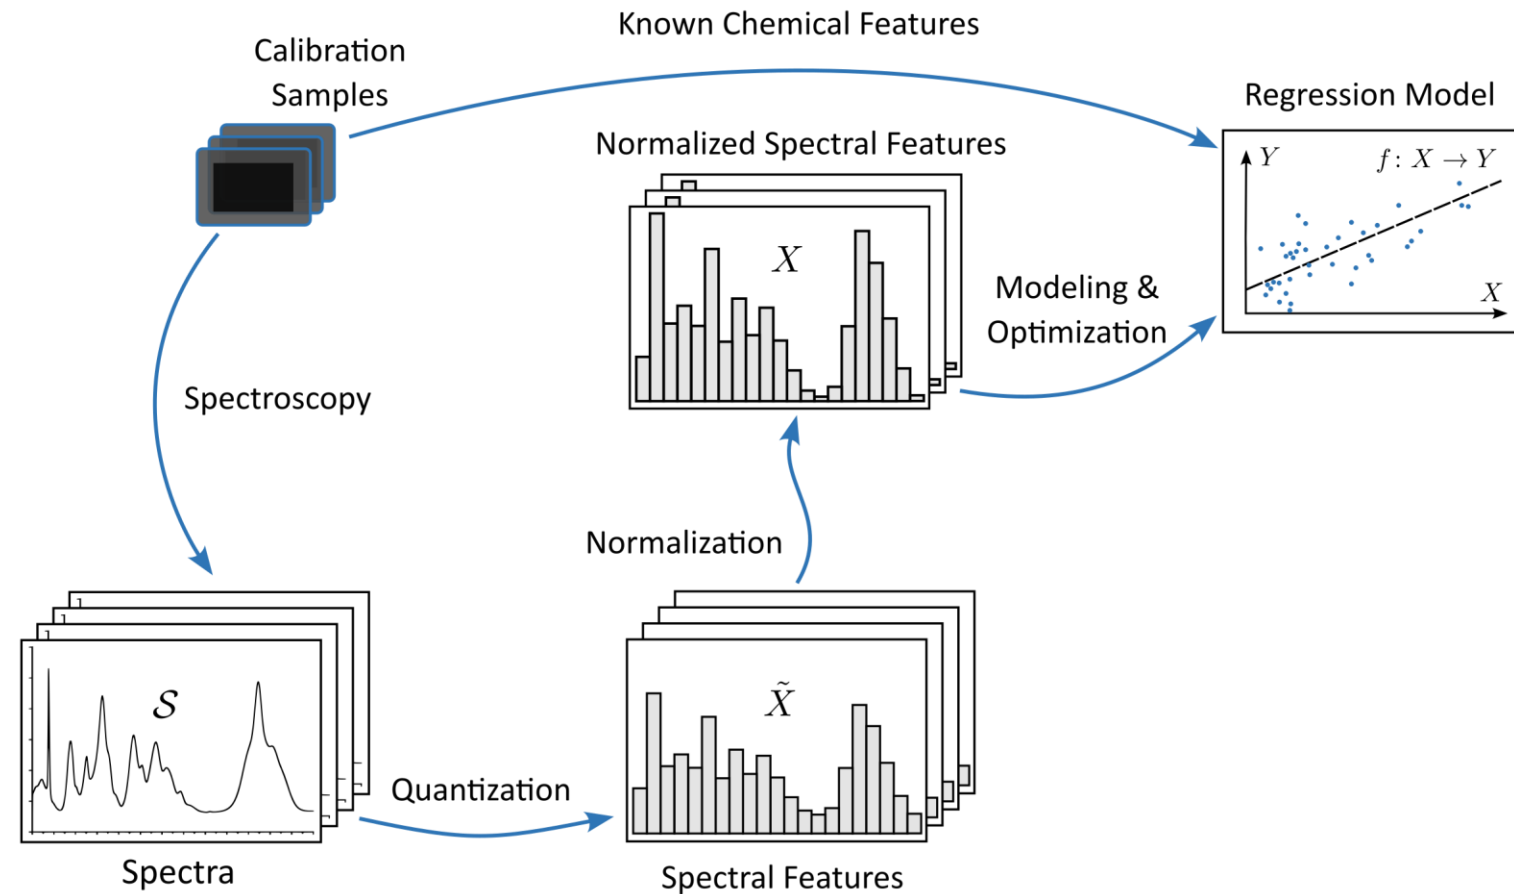 Known Chemical Features
Calibration
Samples
Regression Model
Y
f: X → Y
X
Normalized Spectral Features
X
Modeling &
Optimization
Spectroscopy
Normalization
S
X̃
Quantization
Spectra
Spectral Features